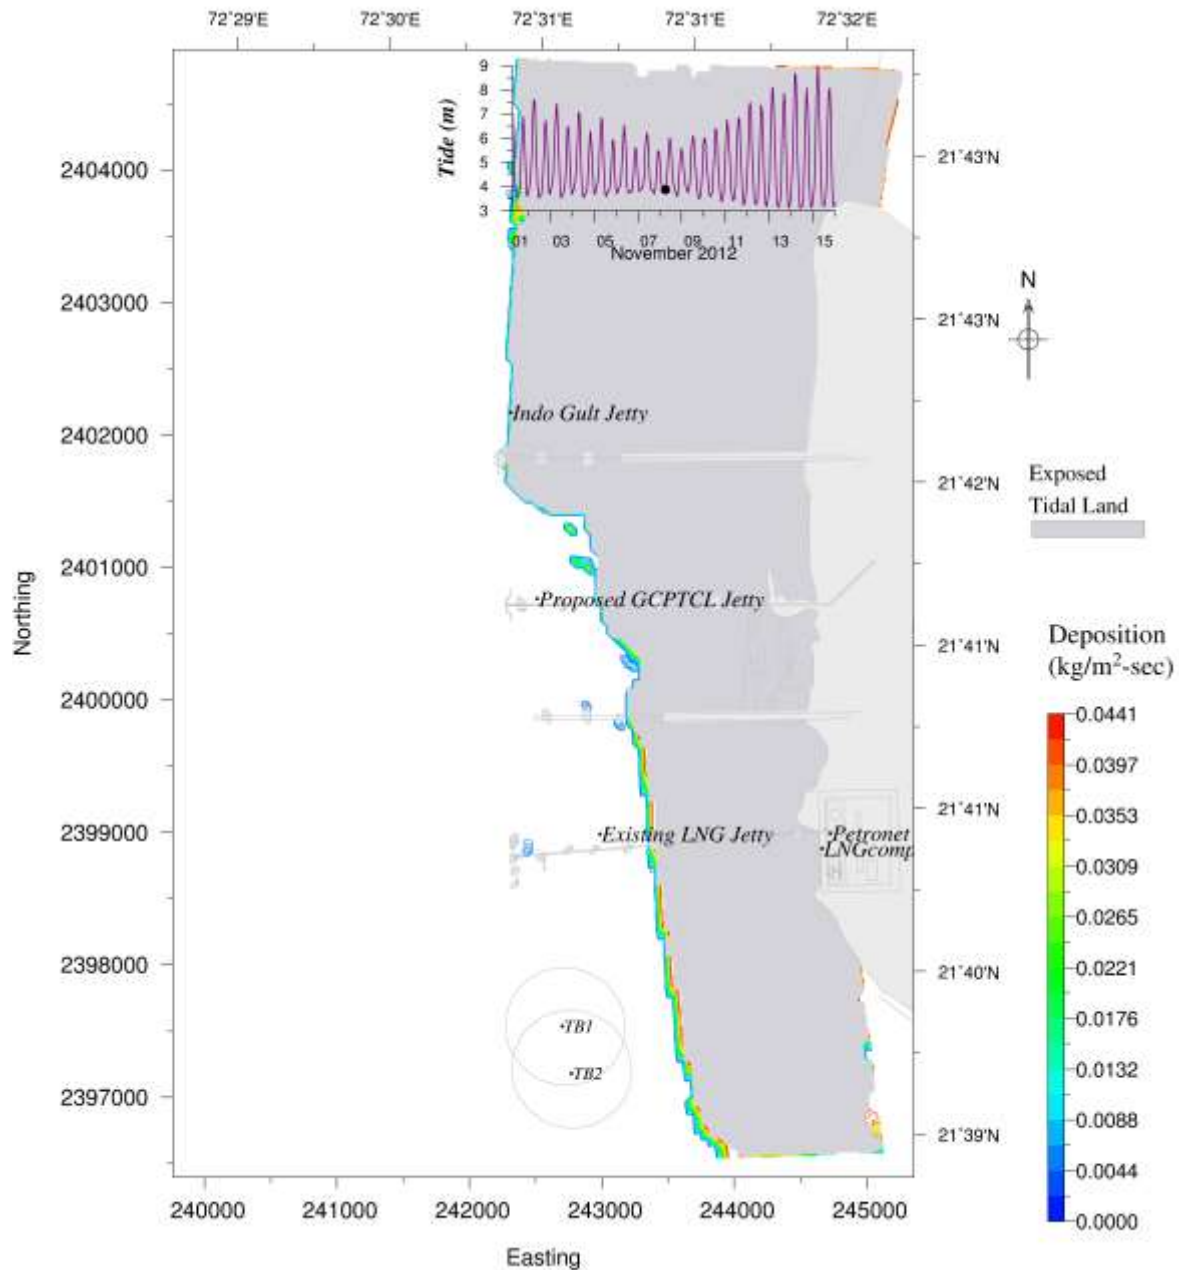 72°29'E 72°30'E 72°31'E 72°31'E 72°32'E
9
8
7
6
5
4
3
Tide (m)
01 03 05 07 09 11 13 15
November 2012
2404000
2403000
2402000
2401000
2400000
2399000
2398000
2397000
Northing
21°43'N
21°43'N
21°42'N
21°41'N
21°41'N
21°40'N
21°39'N
N
Indo Gult Jetty
Proposed GCPTCL Jetty
Existing LNG Jetty
Petronet
LNGcomp
TB1
TB2
Exposed
Tidal Land
Deposition
(kg/m²-sec)
0.0441
0.0397
0.0353
0.0309
0.0265
0.0221
0.0176
0.0132
0.0088
0.0044
0.0000
240000 241000 242000 243000 244000 245000
Easting